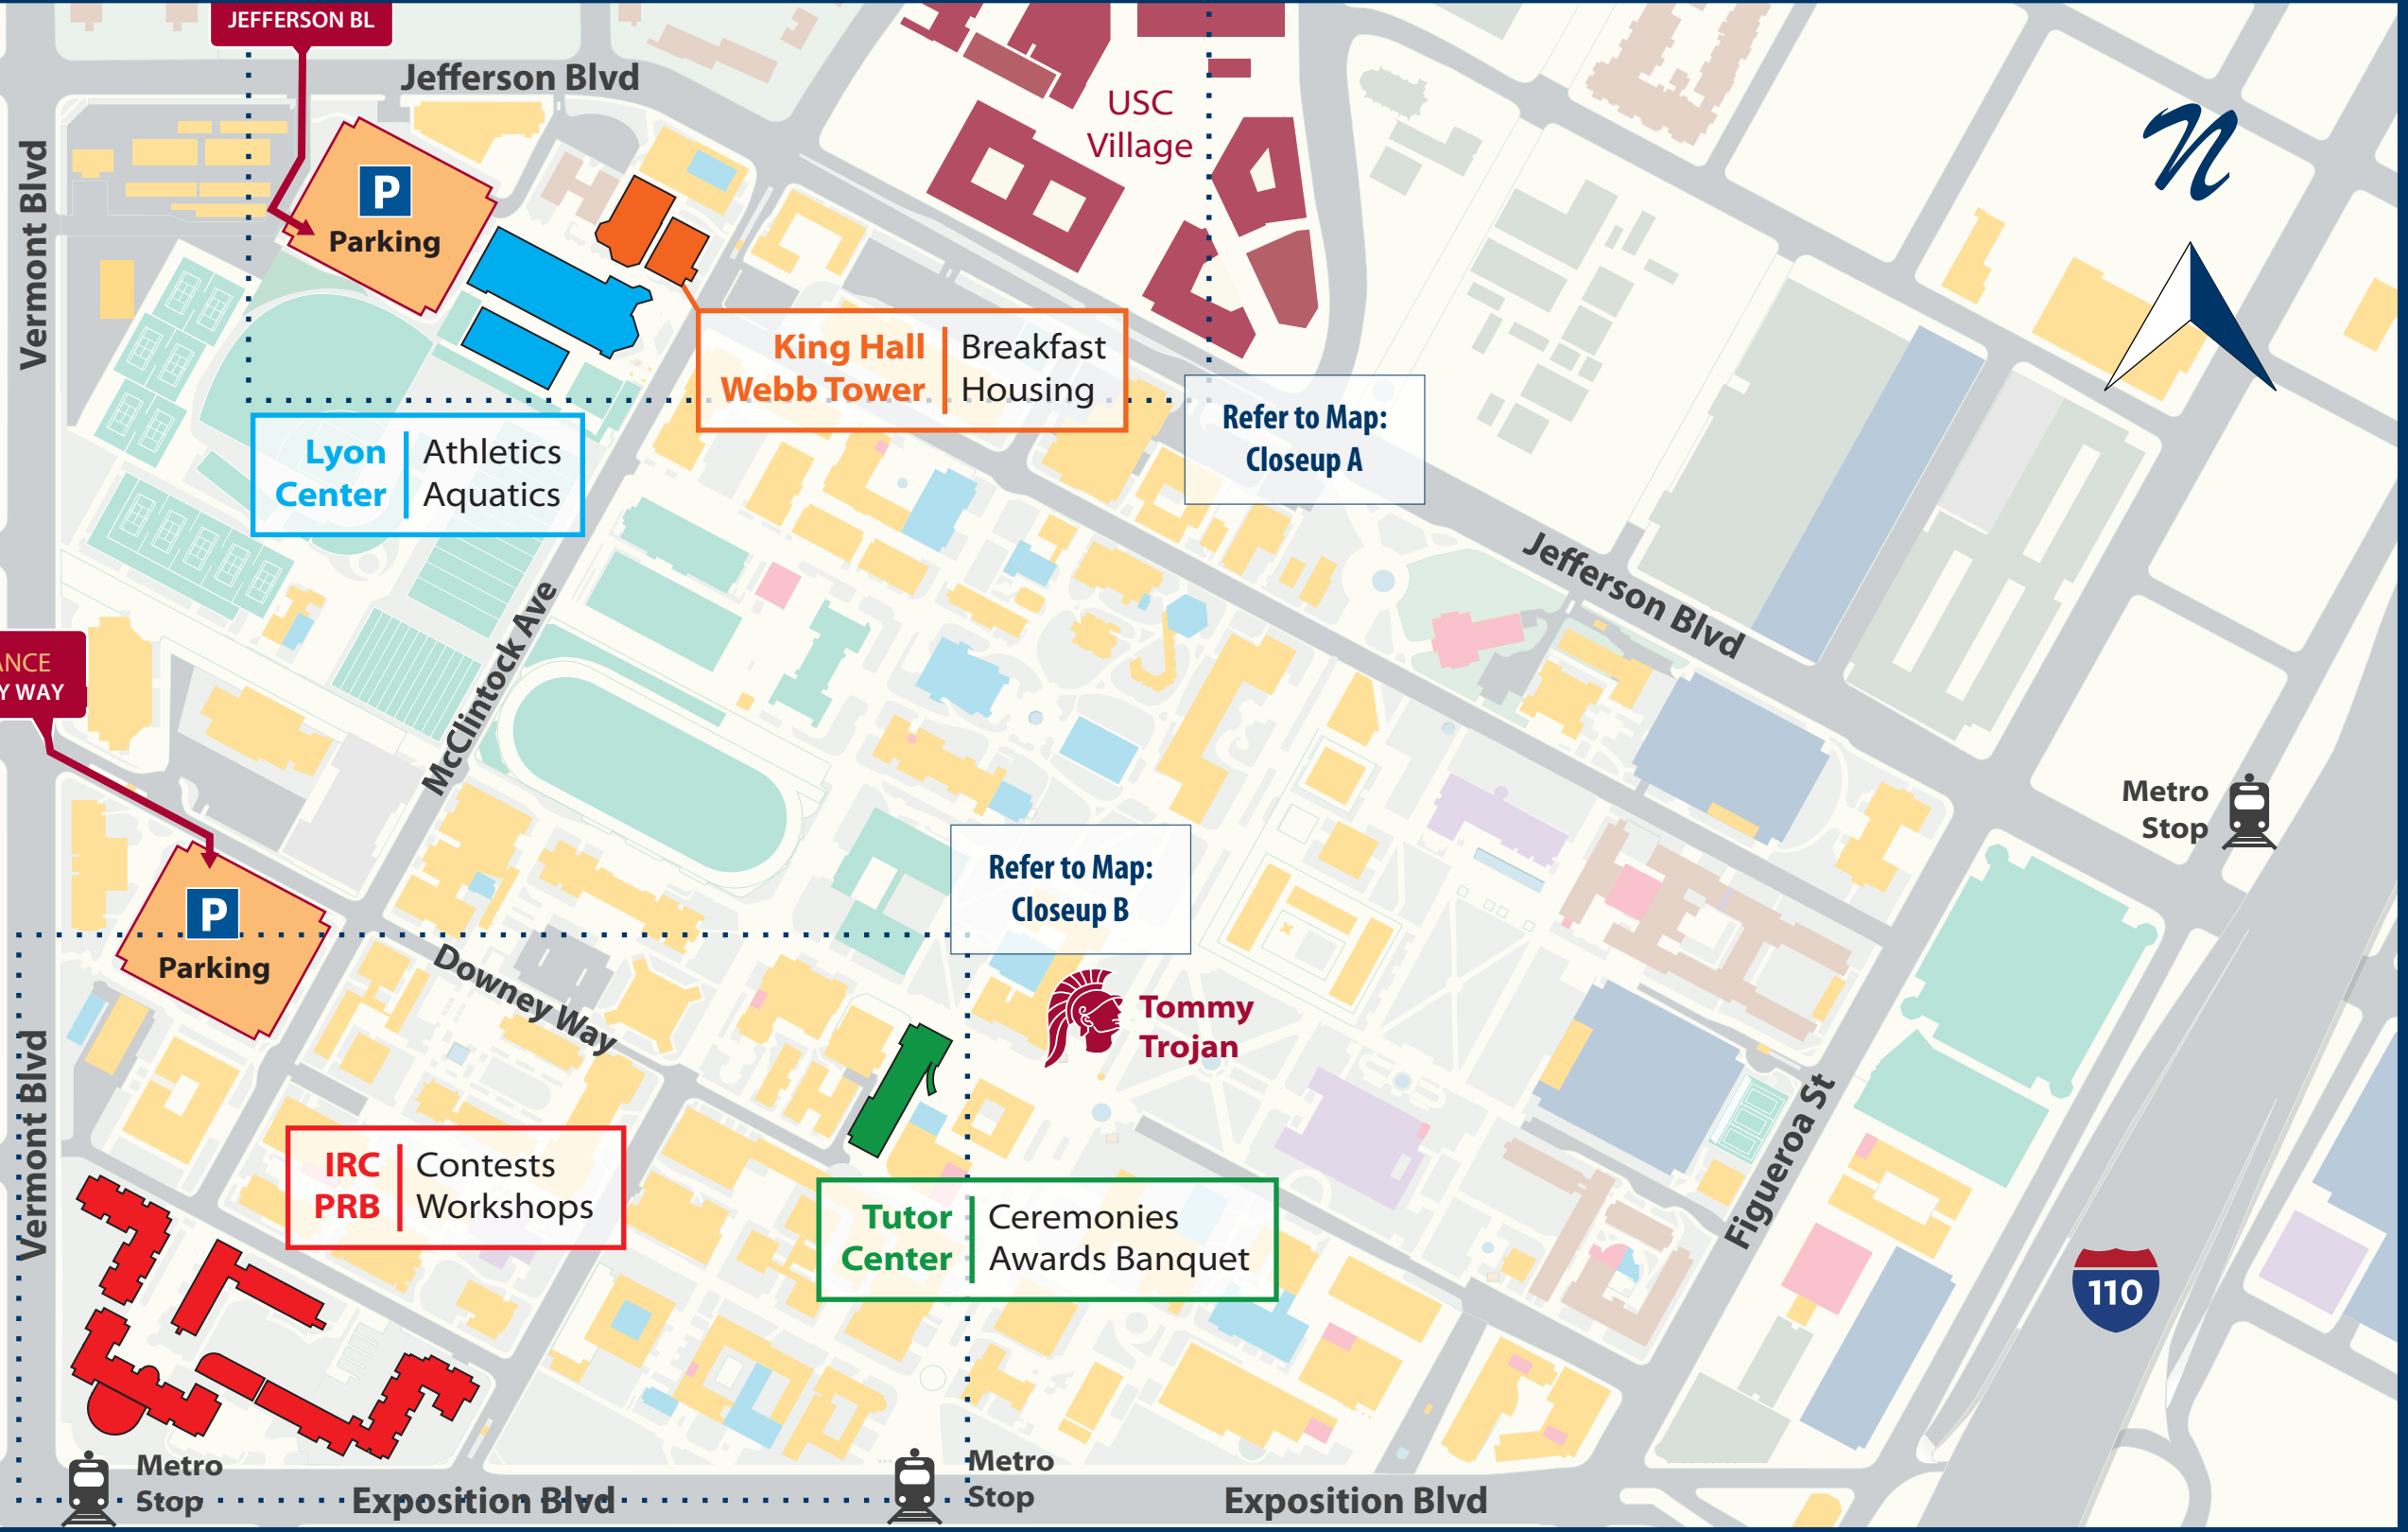 JEFFERSON BL
Jefferson Blvd
USC
Village
n
Vermont Blvd
P
Parking
King Hall
Webb Tower
Breakfast
Housing
Refer to Map:
Closeup A
Lyon
Center
Athletics
Aquatics
Jefferson Blvd
McClintock Ave
ANCE
Y WAY
Metro
Stop
Refer to Map:
Closeup B
P
Parking
Downey Way
Tommy
Trojan
Vermont Blvd
Figueroa St
IRC
PRB
Contests
Workshops
Tutor
Center
Ceremonies
Awards Banquet
110
Metro
Stop
Metro
Stop
Exposition Blvd
Exposition Blvd